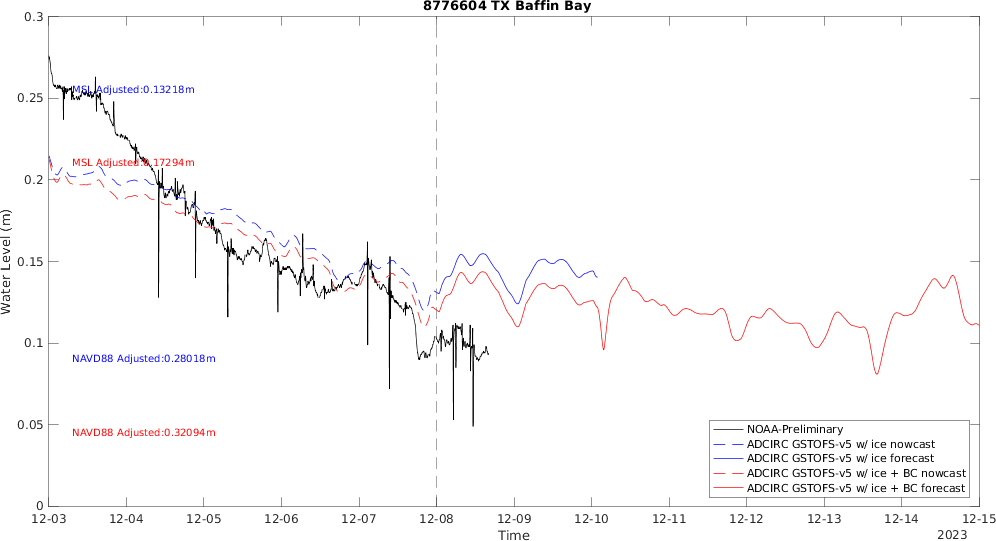 8776604 TX Baffin Bay
0.3
0.25
0.2
0.15
0.1
0.05
0
Water Level (m)
MSL Adjusted:0.13218m
MSL Adjusted:0.17294m
NAVD88 Adjusted:0.28018m
NAVD88 Adjusted:0.32094m
NOAA-Preliminary
ADCIRC GSTOFS-v5 w/ ice nowcast
ADCIRC GSTOFS-v5 w/ ice forecast
ADCIRC GSTOFS-v5 w/ ice + BC nowcast
ADCIRC GSTOFS-v5 w/ ice + BC forecast
12-03 12-04 12-05 12-06 12-07 12-08 12-09 12-10 12-11 12-12 12-13 12-14 12-15
Time
2023